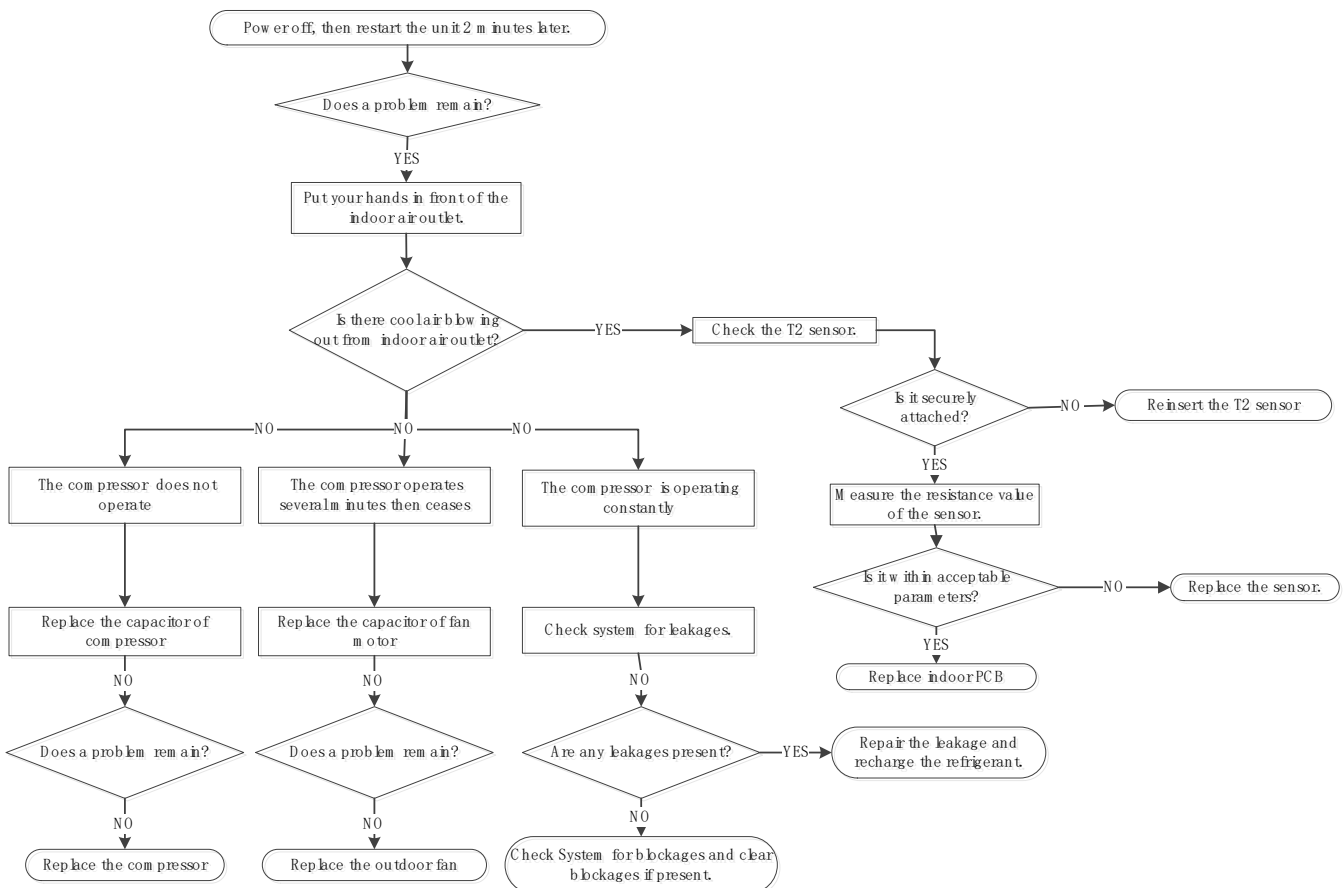 Power off, then restart the unit 2 minutes later.
Does a problem remain?
YES
Put your hands in front of the
indoor air outlet.
Is there cool air blowing
out from indoor air outlet?
YES
Check the T2 sensor.
Is it securely
attached?
NO
Reinsert the T2 sensor
YES
Measure the resistance value
of the sensor.
Is it within acceptable
parameters?
NO
Replace the sensor.
YES
Replace indoor PCB
NO
NO
NO
The compressor does not
operate
The compressor operates
several minutes then ceases
The compressor is operating
constantly
Replace the capacitor of
compressor
Replace the capacitor of fan
motor
Check system for leakages.
NO
NO
NO
Does a problem remain?
Does a problem remain?
Are any leakages present?
YES
Repair the leakage and
recharge the refrigerant.
NO
NO
NO
Replace the compressor
Replace the outdoor fan
Check System for blockages and clear
blockages if present.